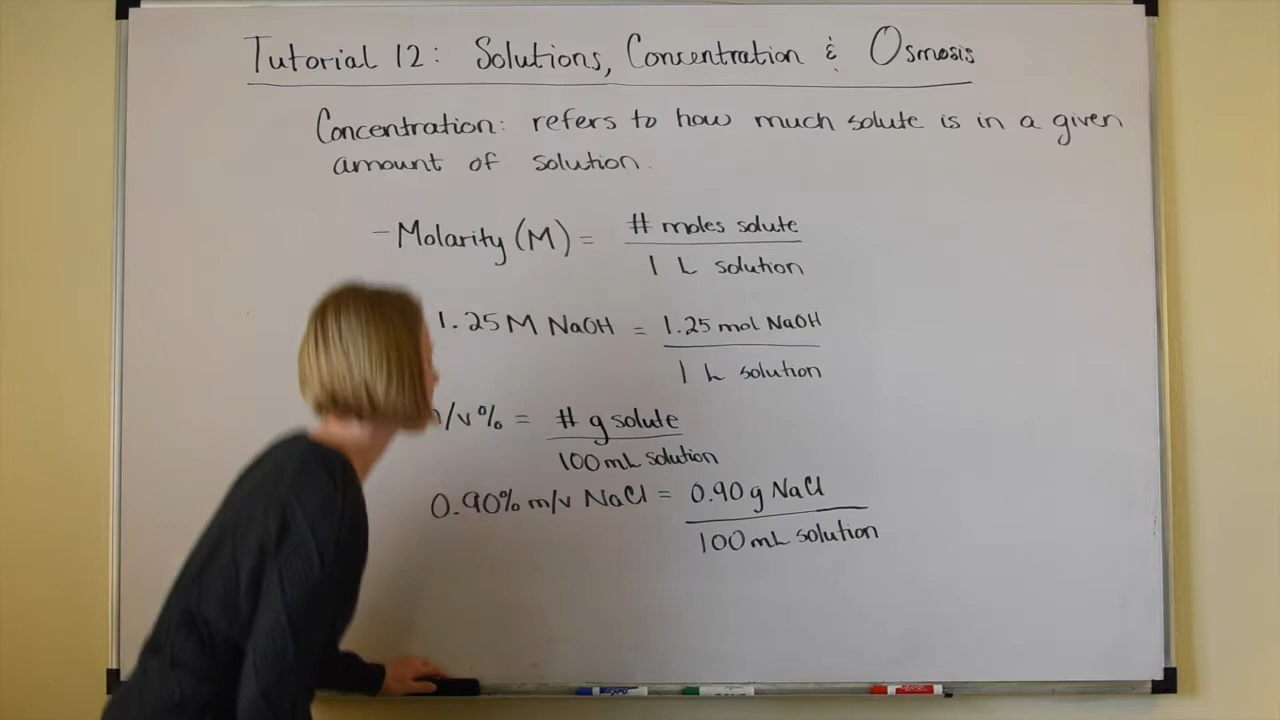 Tutorial 12: Solutions, Concentration & Osmosis
Concentration: refers to how much solute is in a given
amount of solution.
- Molarity (M) = # moles solute
1 L solution
1.25 M NaOH = 1.25 mol NaOH
1 L solution
/v% = # g solute
100 mL solution
0.90% m/v NaCl = 0.90 g NaCl
100 mL solution